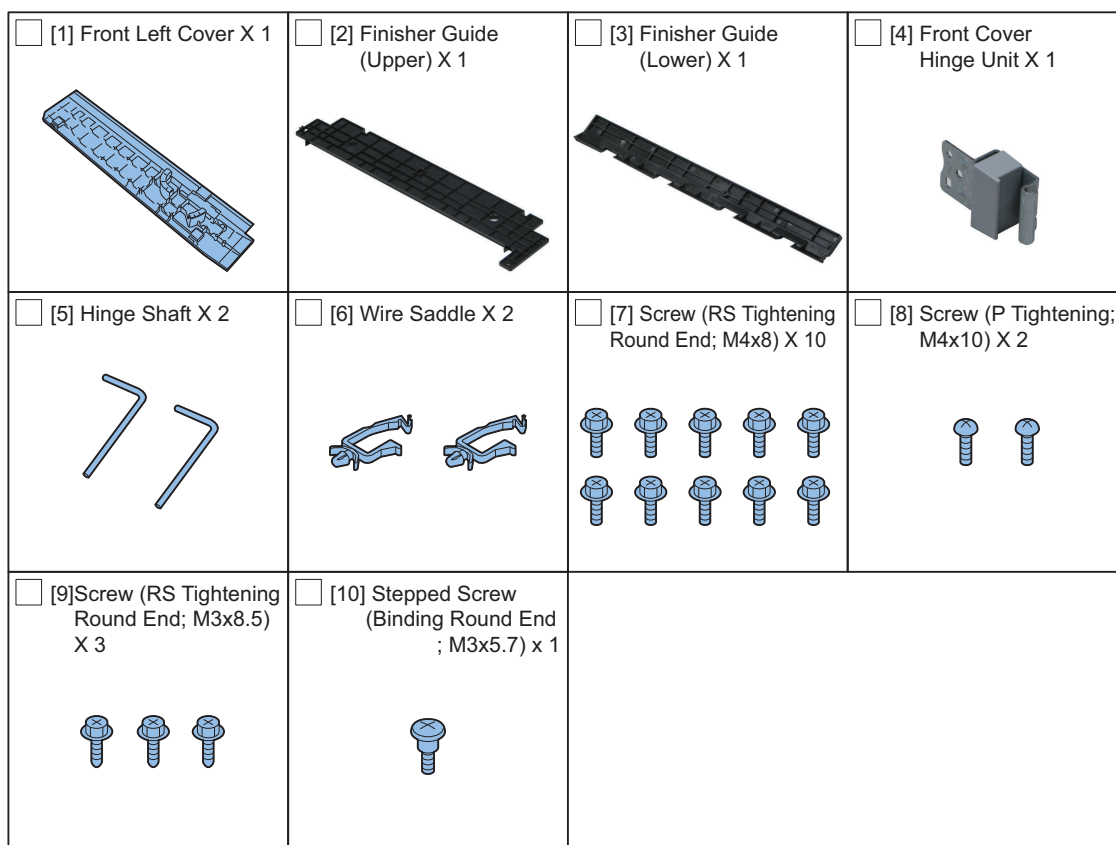 [1] Front Left Cover X 1
[2] Finisher Guide
(Upper) X 1
[3] Finisher Guide
(Lower) X 1
[4] Front Cover
Hinge Unit X 1
[5] Hinge Shaft X 2
[6] Wire Saddle X 2
[7] Screw (RS Tightening
Round End; M4x8) X 10
[8] Screw (P Tightening;
M4x10) X 2
[9]Screw (RS Tightening
Round End; M3x8.5)
X 3
[10] Stepped Screw
(Binding Round End
; M3x5.7) x 1